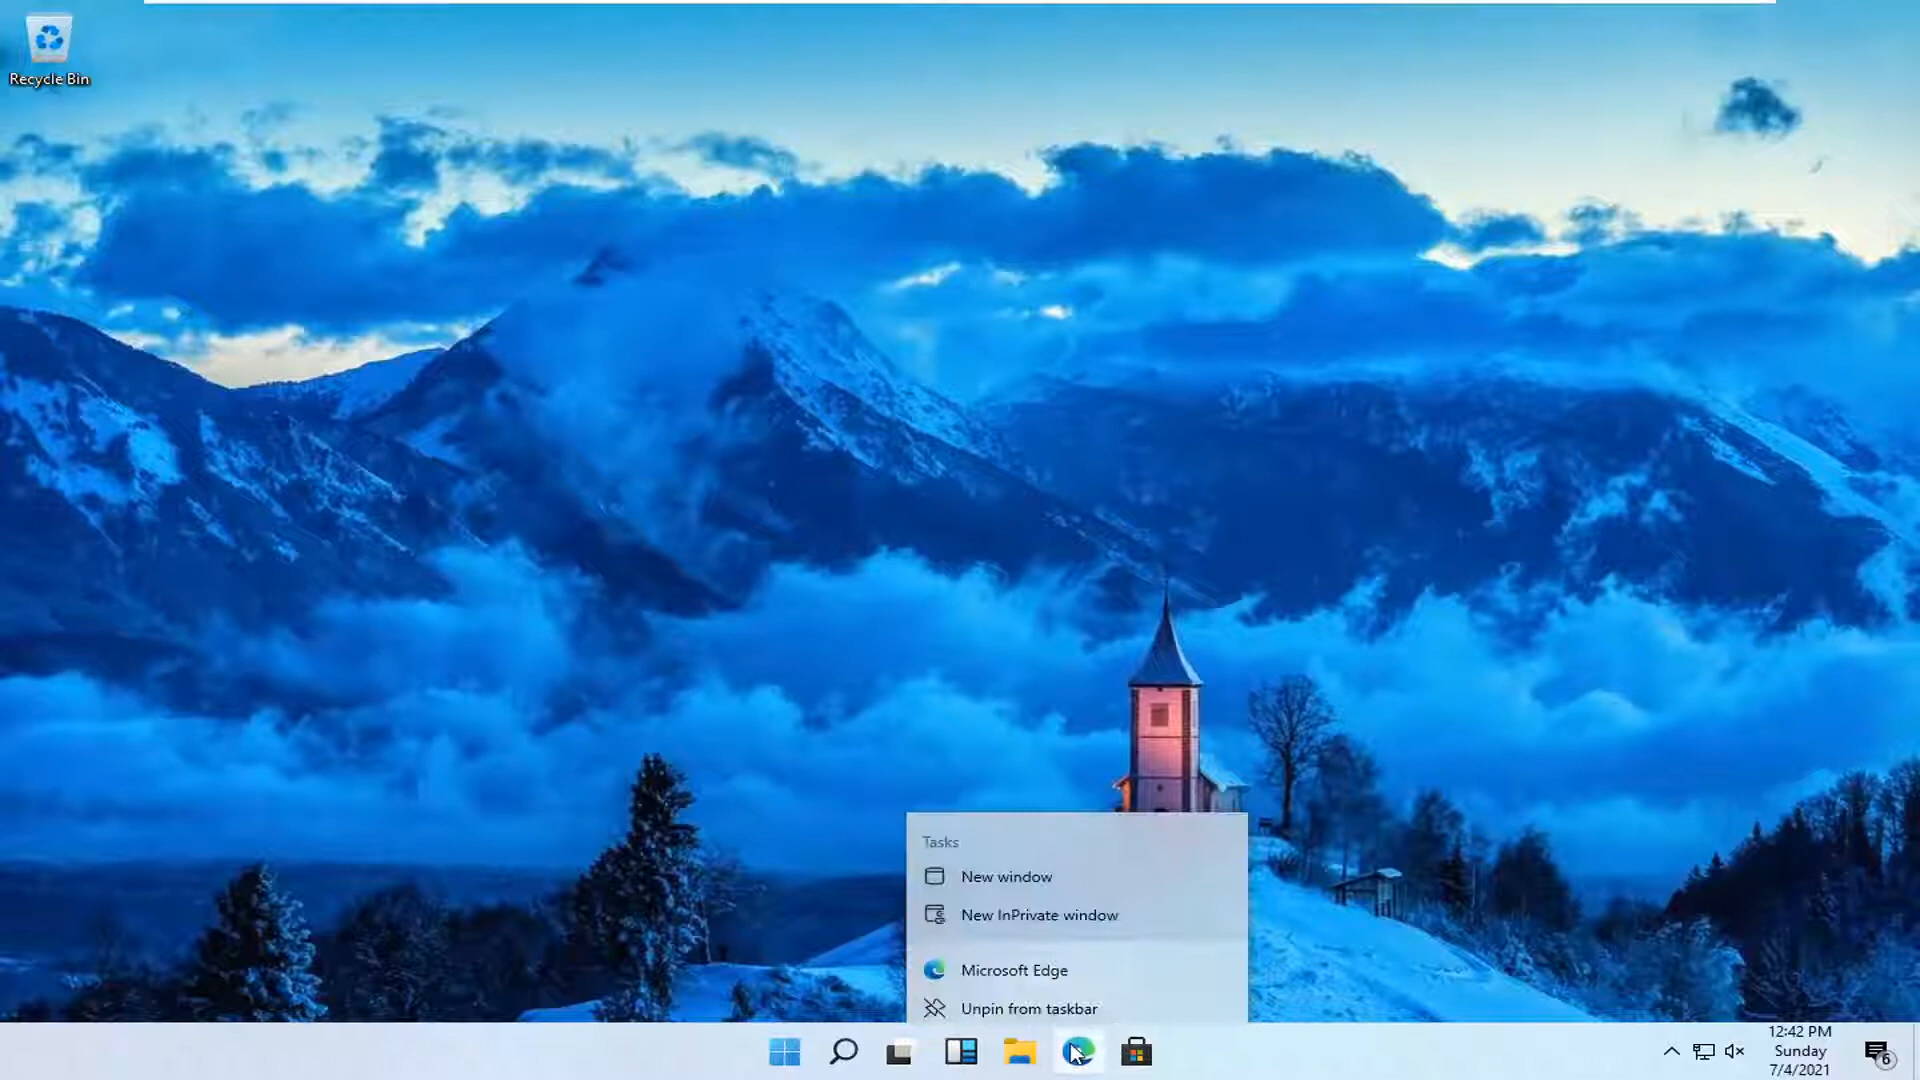 Recycle Bin
Tasks
New window
New InPrivate window
Microsoft Edge
Unpin from taskbar
12:42 PM
Sunday
7/4/2021
6